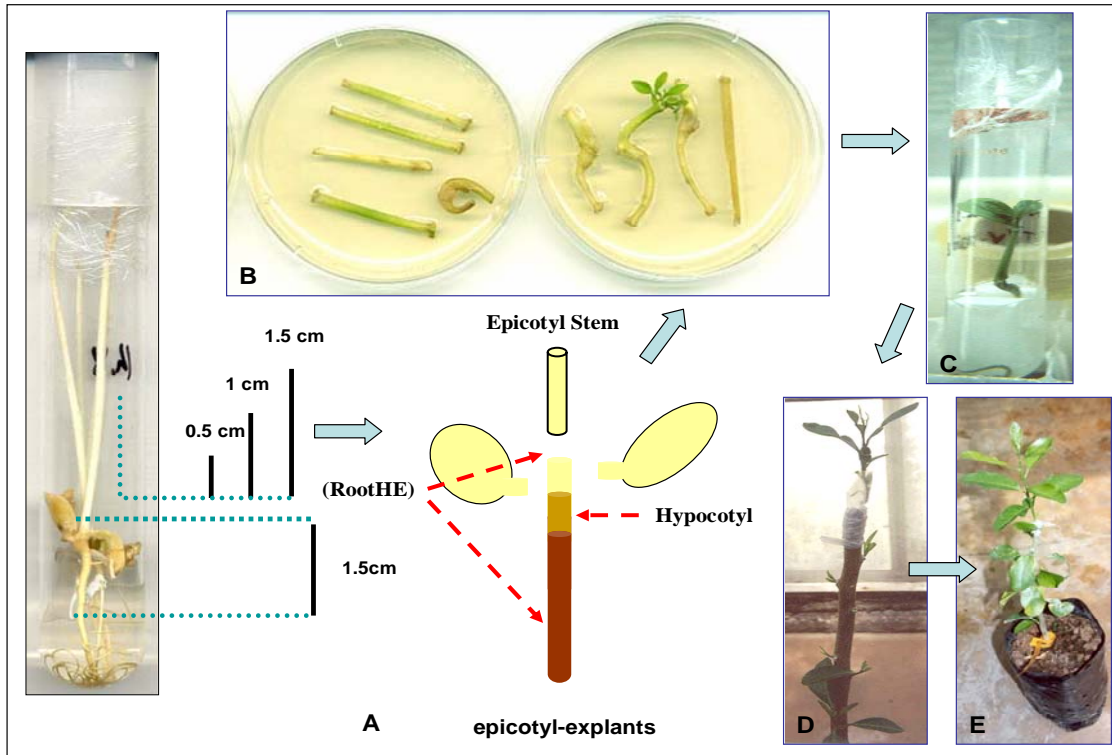 B
C
Epicotyl Stem
1.5 cm
1 cm
0.5 cm
(RootHE)
Hypocotyl
1.5cm
A
epicotyl-explants
D
E